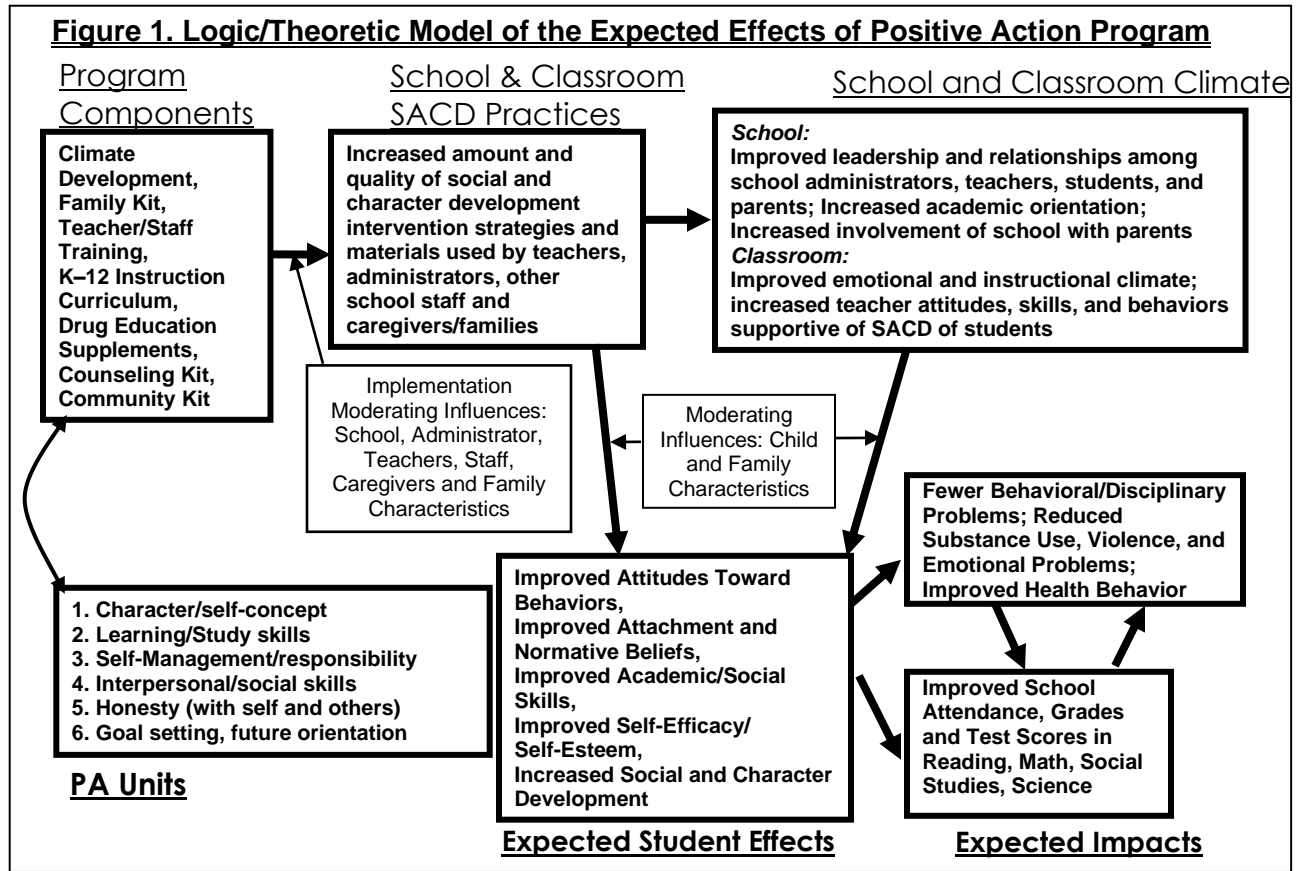 Figure 1. Logic/Theoretic Model of the Expected Effects of Positive Action Program
Program
Components
Climate
Development,
Family Kit,
Teacher/Staff
Training,
K–12 Instruction
Curriculum,
Drug Education
Supplements,
Counseling Kit,
Community Kit
School & Classroom
SACD Practices
Increased amount and
quality of social and
character development
intervention strategies and
materials used by teachers,
administrators, other
school staff and
caregivers/families
School and Classroom Climate
School:
Improved leadership and relationships among
school administrators, teachers, students, and
parents; Increased academic orientation;
Increased involvement of school with parents
Classroom:
Improved emotional and instructional climate;
increased teacher attitudes, skills, and behaviors
supportive of SACD of students
Implementation
Moderating Influences:
School, Administrator,
Teachers, Staff,
Caregivers and Family
Characteristics
Moderating
Influences: Child
and Family
Characteristics
1. Character/self-concept
2. Learning/Study skills
3. Self-Management/responsibility
4. Interpersonal/social skills
5. Honesty (with self and others)
6. Goal setting, future orientation
PA Units
Improved Attitudes Toward
Behaviors,
Improved Attachment and
Normative Beliefs,
Improved Academic/Social
Skills,
Improved Self-Efficacy/
Self-Esteem,
Increased Social and Character
Development
Expected Student Effects
Fewer Behavioral/Disciplinary
Problems; Reduced
Substance Use, Violence, and
Emotional Problems;
Improved Health Behavior
Improved School
Attendance, Grades
and Test Scores in
Reading, Math, Social
Studies, Science
Expected Impacts